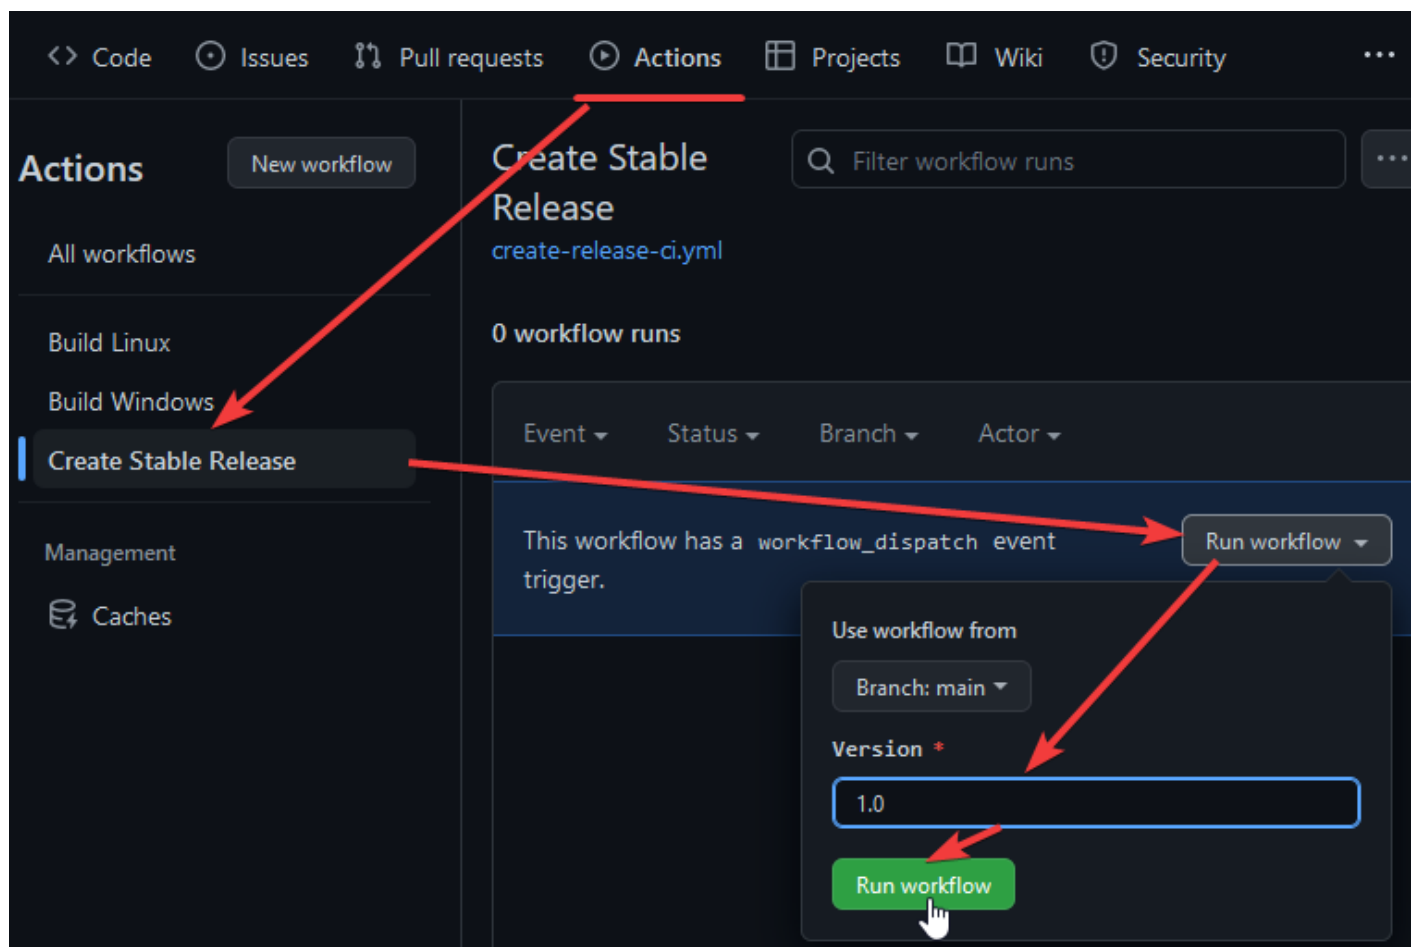 <> Code Issues Pull requests Actions Projects Wiki Security ...
Actions
New workflow
All workflows
Build Linux
Build Windows
Create Stable Release
Management
Caches
Create Stable
Release
create-release-ci.yml
Filter workflow runs
...
0 workflow runs
Event Status Branch Actor
This workflow has a workflow_dispatch event
trigger.
Run workflow
Use workflow from
Branch: main
Version *
1.0
Run workflow